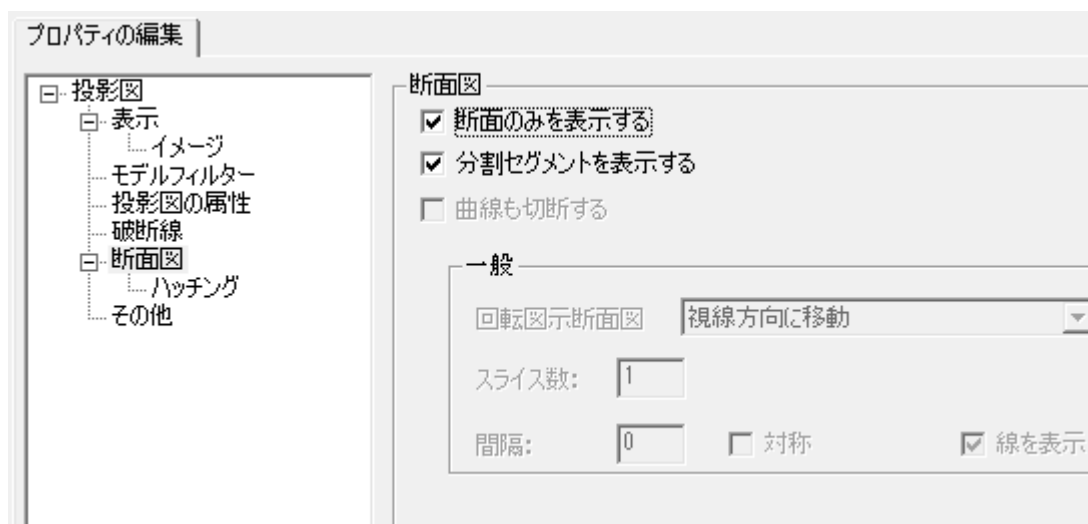 プロパティの編集
投影図
表示
イメージ
モデルフィルター
投影図の属性
破断線
断面図
ハッチング
その他
断面図
断面のみを表示する
分割セグメントを表示する
曲線も切断する
一般
回転図示断面図 視線方向に移動
スライス数: 1
間隔: 0 対称 線を表示